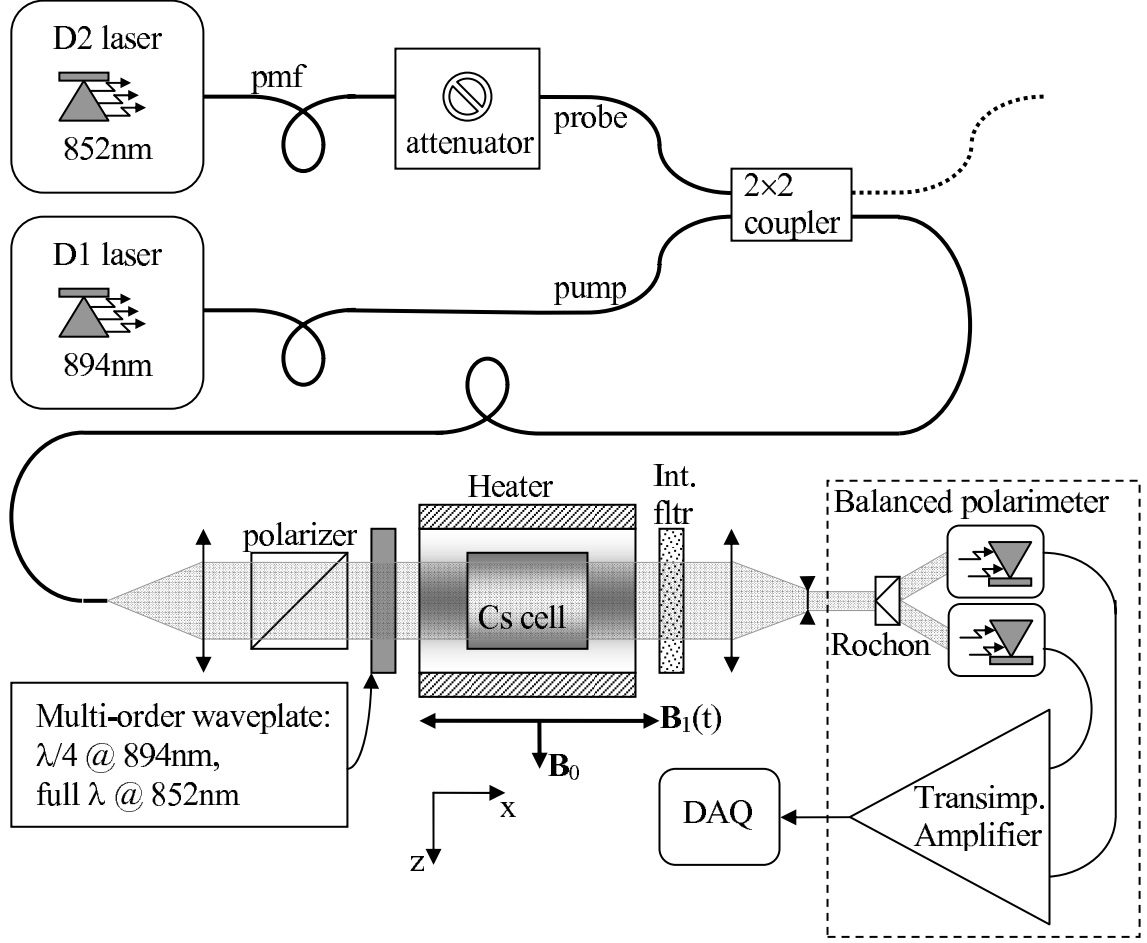 D2 laser
852nm
pmf
attenuator
probe
2×2
coupler
D1 laser
894nm
pump
Heater
Int.
fltr
polarizer
Cs cell
Balanced polarimeter
Rochon
Multi-order waveplate:
λ/4 @ 894nm,
full λ @ 852nm
B₁(t)
B₀
x
z
DAQ
Transimp.
Amplifier